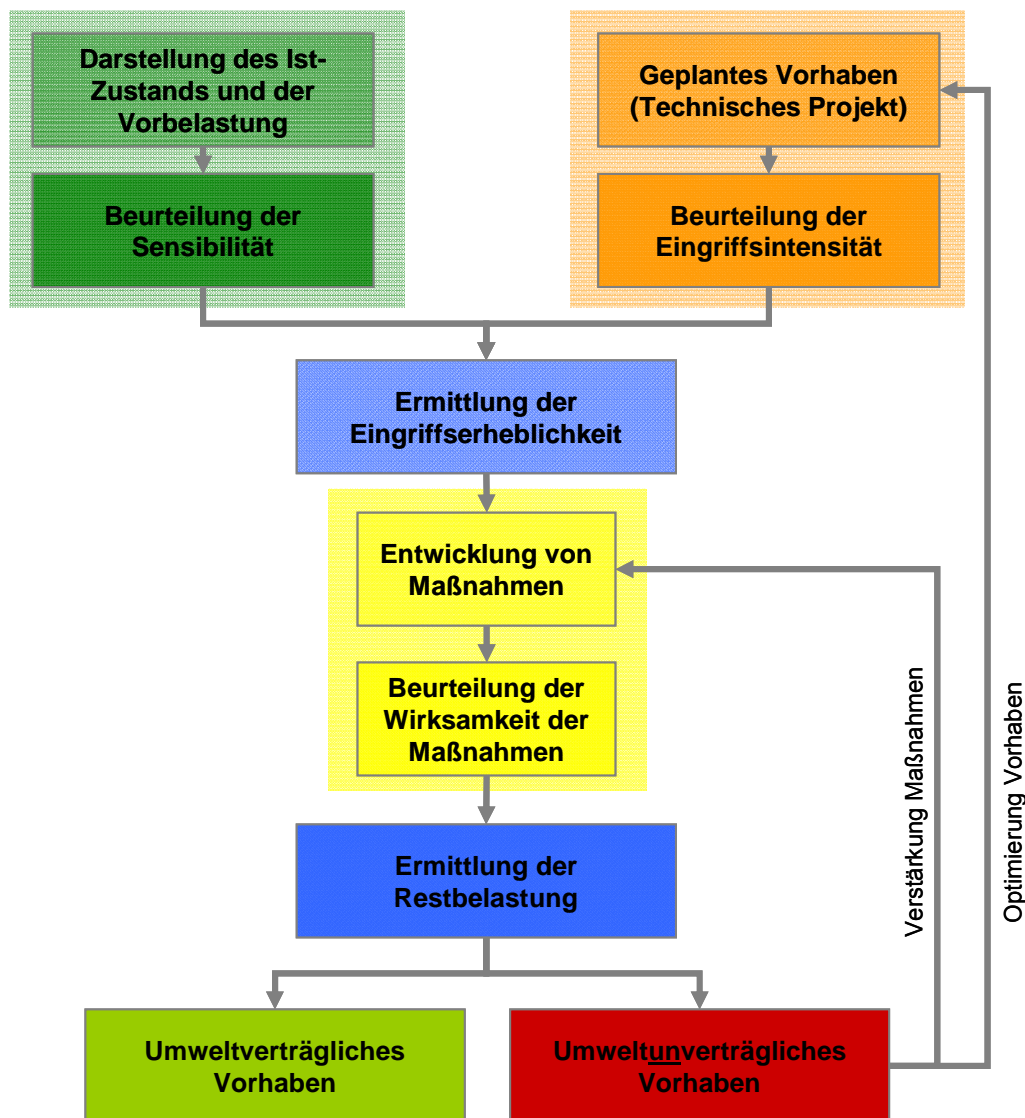 Darstellung des Ist-
Zustands und der
Vorbelastung
Geplantes Vorhaben
(Technisches Projekt)
Beurteilung der
Sensibilität
Beurteilung der
Eingriffsintensität
Ermittlung der
Eingriffserheblichkeit
Entwicklung von
Maßnahmen
Beurteilung der
Wirksamkeit der
Maßnahmen
Verstärkung Maßnahmen
Optimierung Vorhaben
Ermittlung der
Restbelastung
Umweltverträgliches
Vorhaben
Umweltunverträgliches
Vorhaben